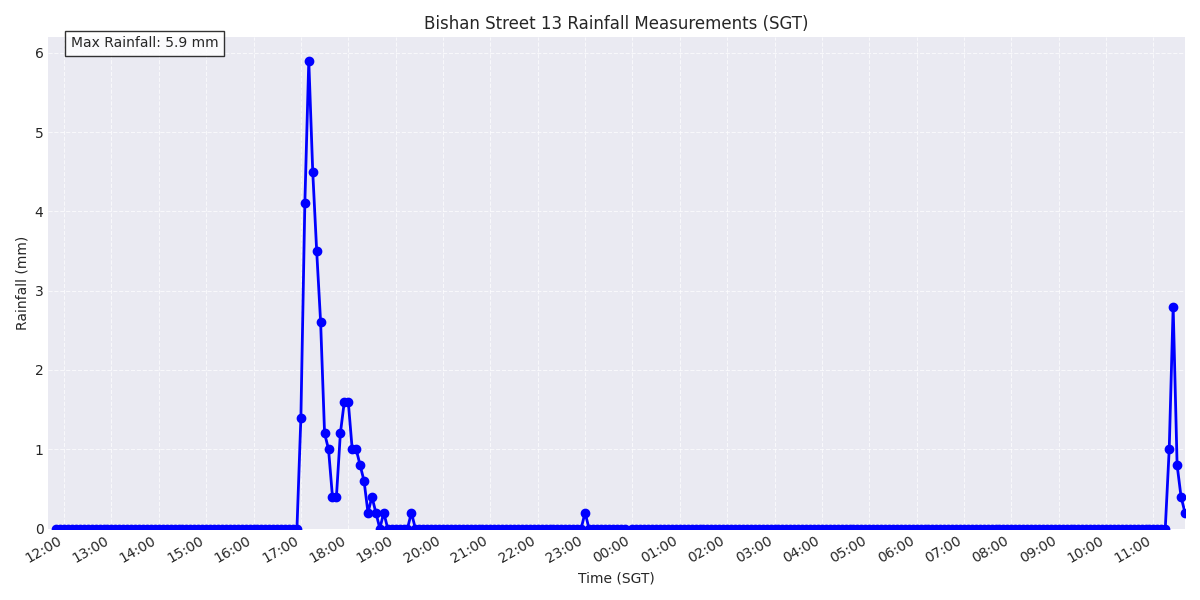 Bishan Street 13 Rainfall Measurements (SGT)
Max Rainfall: 5.9 mm
6
5
4
3
2
1
0
Rainfall (mm)
12:00 13:00 14:00 15:00 16:00 17:00 18:00 19:00 20:00 21:00 22:00 23:00 00:00 01:00 02:00 03:00 04:00 05:00 06:00 07:00 08:00 09:00 10:00 11:00
Time (SGT)